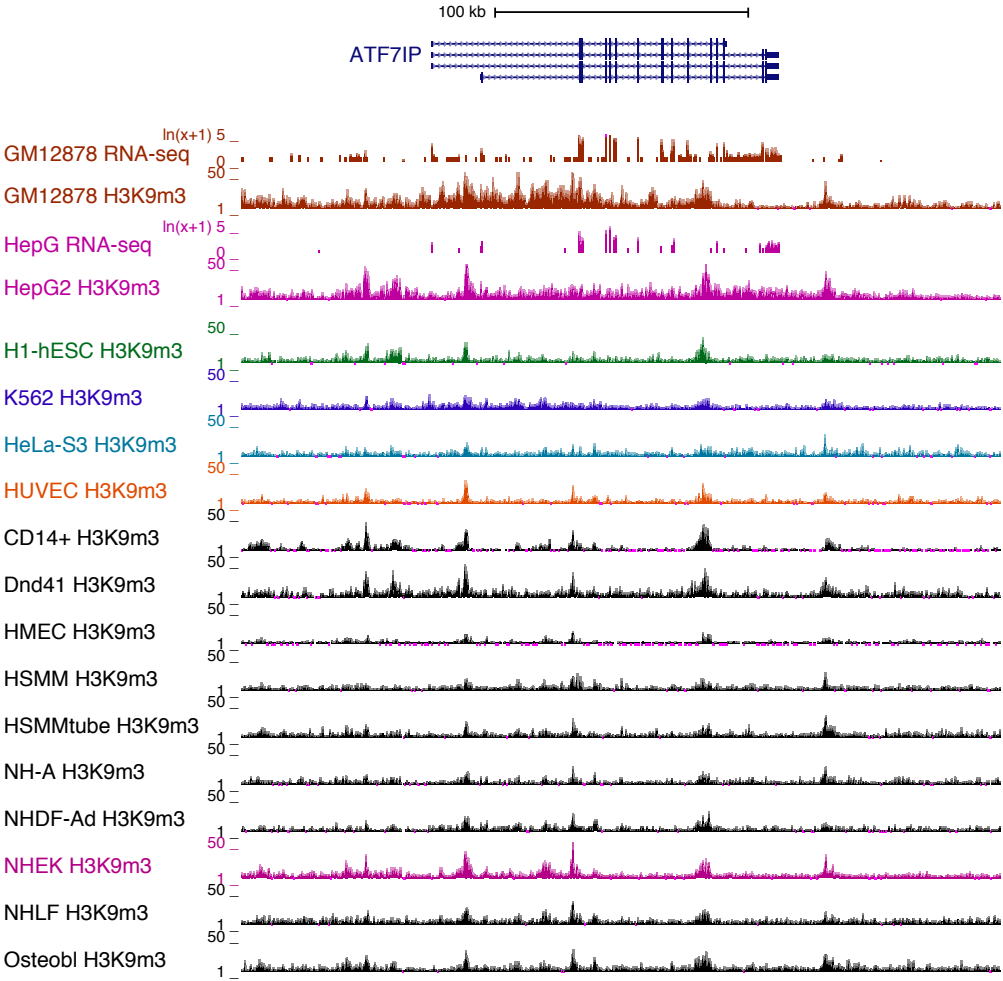 100 kb
ATF7IP
ln(x+1) 5
GM12878 RNA-seq
0
50
GM12878 H3K9m3
1
ln(x+1) 5
HepG RNA-seq
0
50
HepG2 H3K9m3
1
50
H1-hESC H3K9m3
1
50
K562 H3K9m3
1
50
HeLa-S3 H3K9m3
1
50
HUVEC H3K9m3
1
50
CD14+ H3K9m3
1
50
Dnd41 H3K9m3
1
50
HMEC H3K9m3
1
50
HSMM H3K9m3
1
50
HSMMtube H3K9m3
1
50
NH-A H3K9m3
1
50
NHDF-Ad H3K9m3
1
50
NHEK H3K9m3
1
50
NHLF H3K9m3
1
50
Osteobl H3K9m3
1